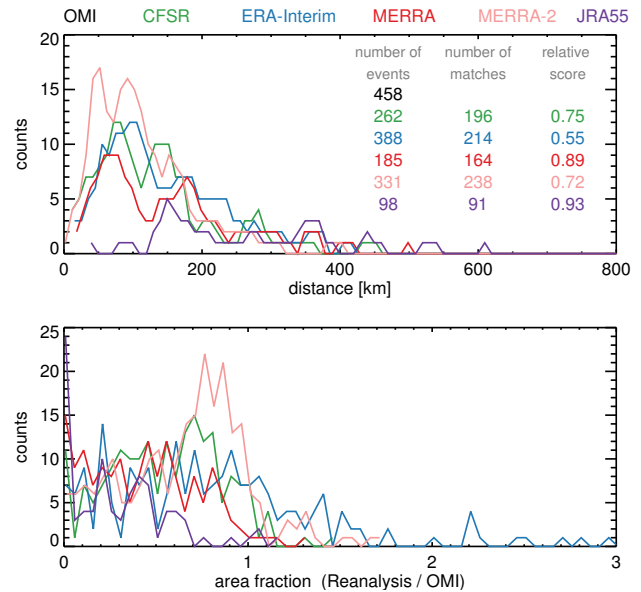 OMI CFSR ERA-Interim MERRA MERRA-2 JRA55
20
15
10
5
0
counts
number of number of relative
events matches score
458
262 196 0.75
388 214 0.55
185 164 0.89
331 238 0.72
98 91 0.93
0 200 400 600 800
distance [km]
25
20
15
10
5
0
counts
0 1 2 3
area fraction (Reanalysis / OMI)